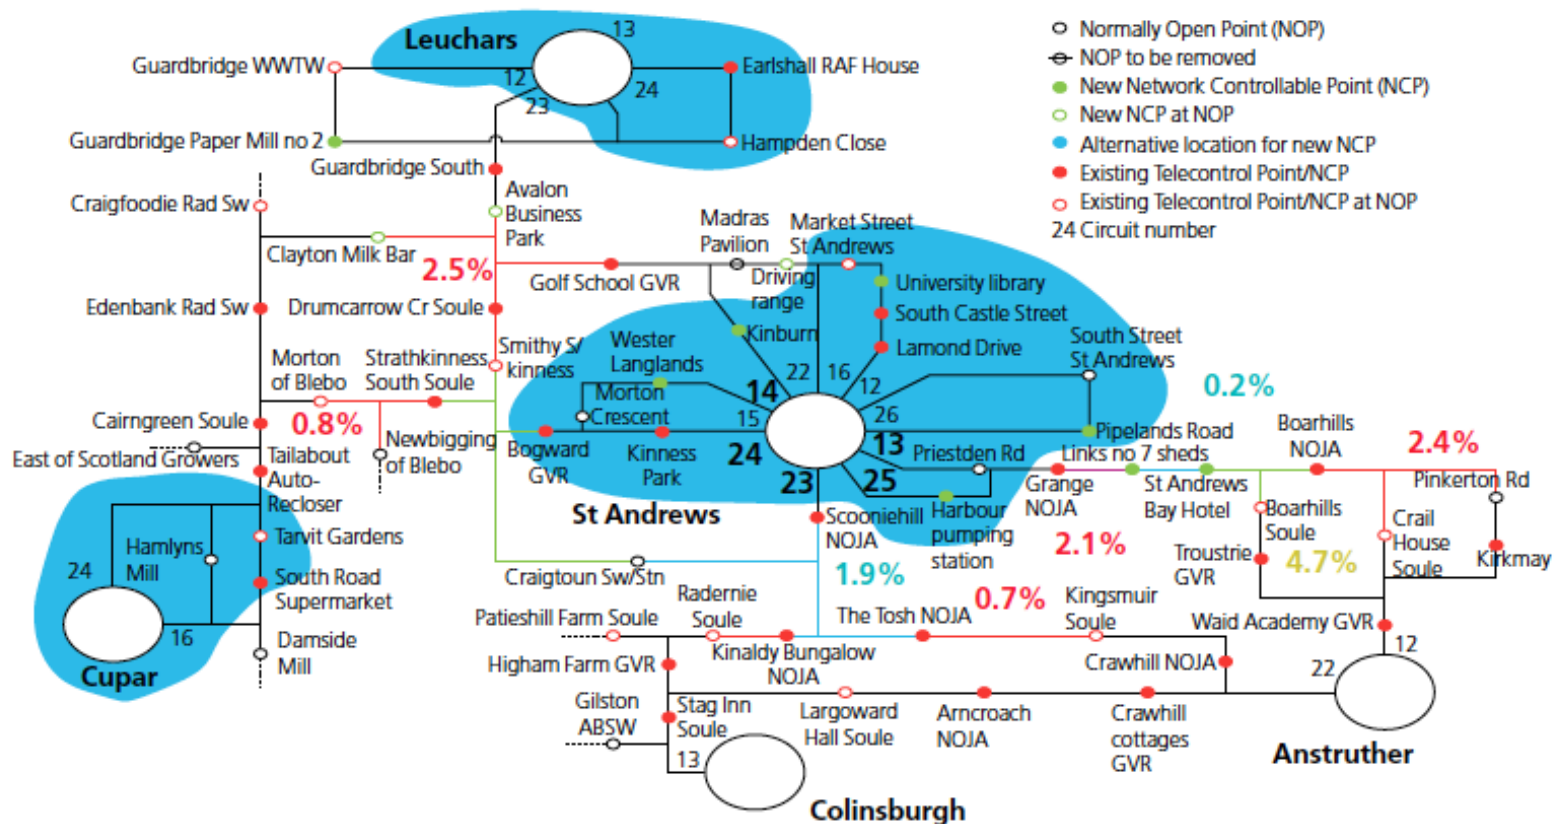 Leuchars
13
12
23
24
Guardbridge WWTW
Earlshall RAF House
Guardbridge Paper Mill no 2
Hampden Close
Guardbridge South
Normally Open Point (NOP)
NOP to be removed
New Network Controllable Point (NCP)
New NCP at NOP
Alternative location for new NCP
Existing Telecontrol Point/NCP
Existing Telecontrol Point/NCP at NOP
24 Circuit number
Craigfoodie Rad Sw
Avalon
Business
Park
Clayton Milk Bar
2.5%
Madras
Pavilion
Market Street
St Andrews
Golf School GVR
Driving
range
University library
South Castle Street
Lamond Drive
Edenbank Rad Sw
Drumcarrow Cr Soule
Kinburn
South Street
St Andrews
Morton
of Blebo
Strathkinness
South Soule
Smithy S/
kinness
Wester
Langlands
Morton
Crescent
22
16
12
14
15
26
0.2%
Cairngreen Soule
0.8%
Newbigging
of Blebo
Bogward
GVR
Kinness
Park
24
13
23
25
Pipelands Road
Priestden Rd
Links no 7 sheds
Boarhills
NOJA
2.4%
East of Scotland Growers
Tailabout
Auto-
Recloser
St Andrews
Scooniehill
NOJA
Harbour
pumping
station
Grange
NOJA
St Andrews
Bay Hotel
Boarhills
Soule
Pinkerton Rd
Crail
House
Soule
Kirkmay
2.1%
Troustrie
GVR
4.7%
Tarvit Gardens
Hamlyns
Mill
24
South Road
Supermarket
16
Damside
Mill
Cupar
Craigtoun Sw/Stn
1.9%
Patieshill Farm Soule
Radernie
Soule
The Tosh NOJA
0.7%
Kingsmuir
Soule
Waid Academy GVR
12
22
Higham Farm GVR
Kinaldy Bungalow
NOJA
Crawhill NOJA
Gilston
ABSW
Stag Inn
Soule
Largoward
Hall Soule
Arncroach
NOJA
Crawhill
cottages
GVR
Anstruther
13
Colinsburgh